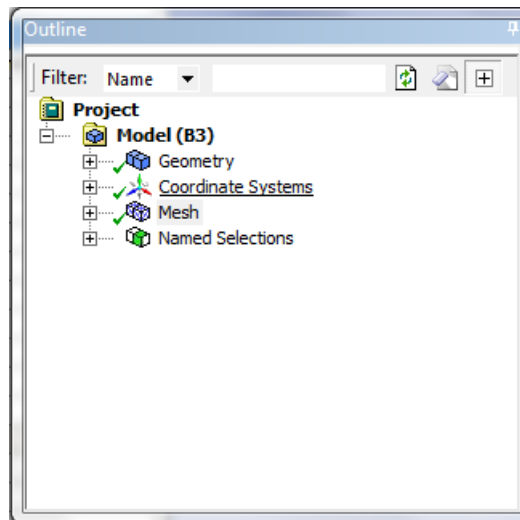 Outline
Filter: Name
Project
Model (B3)
Geometry
Coordinate Systems
Mesh
Named Selections